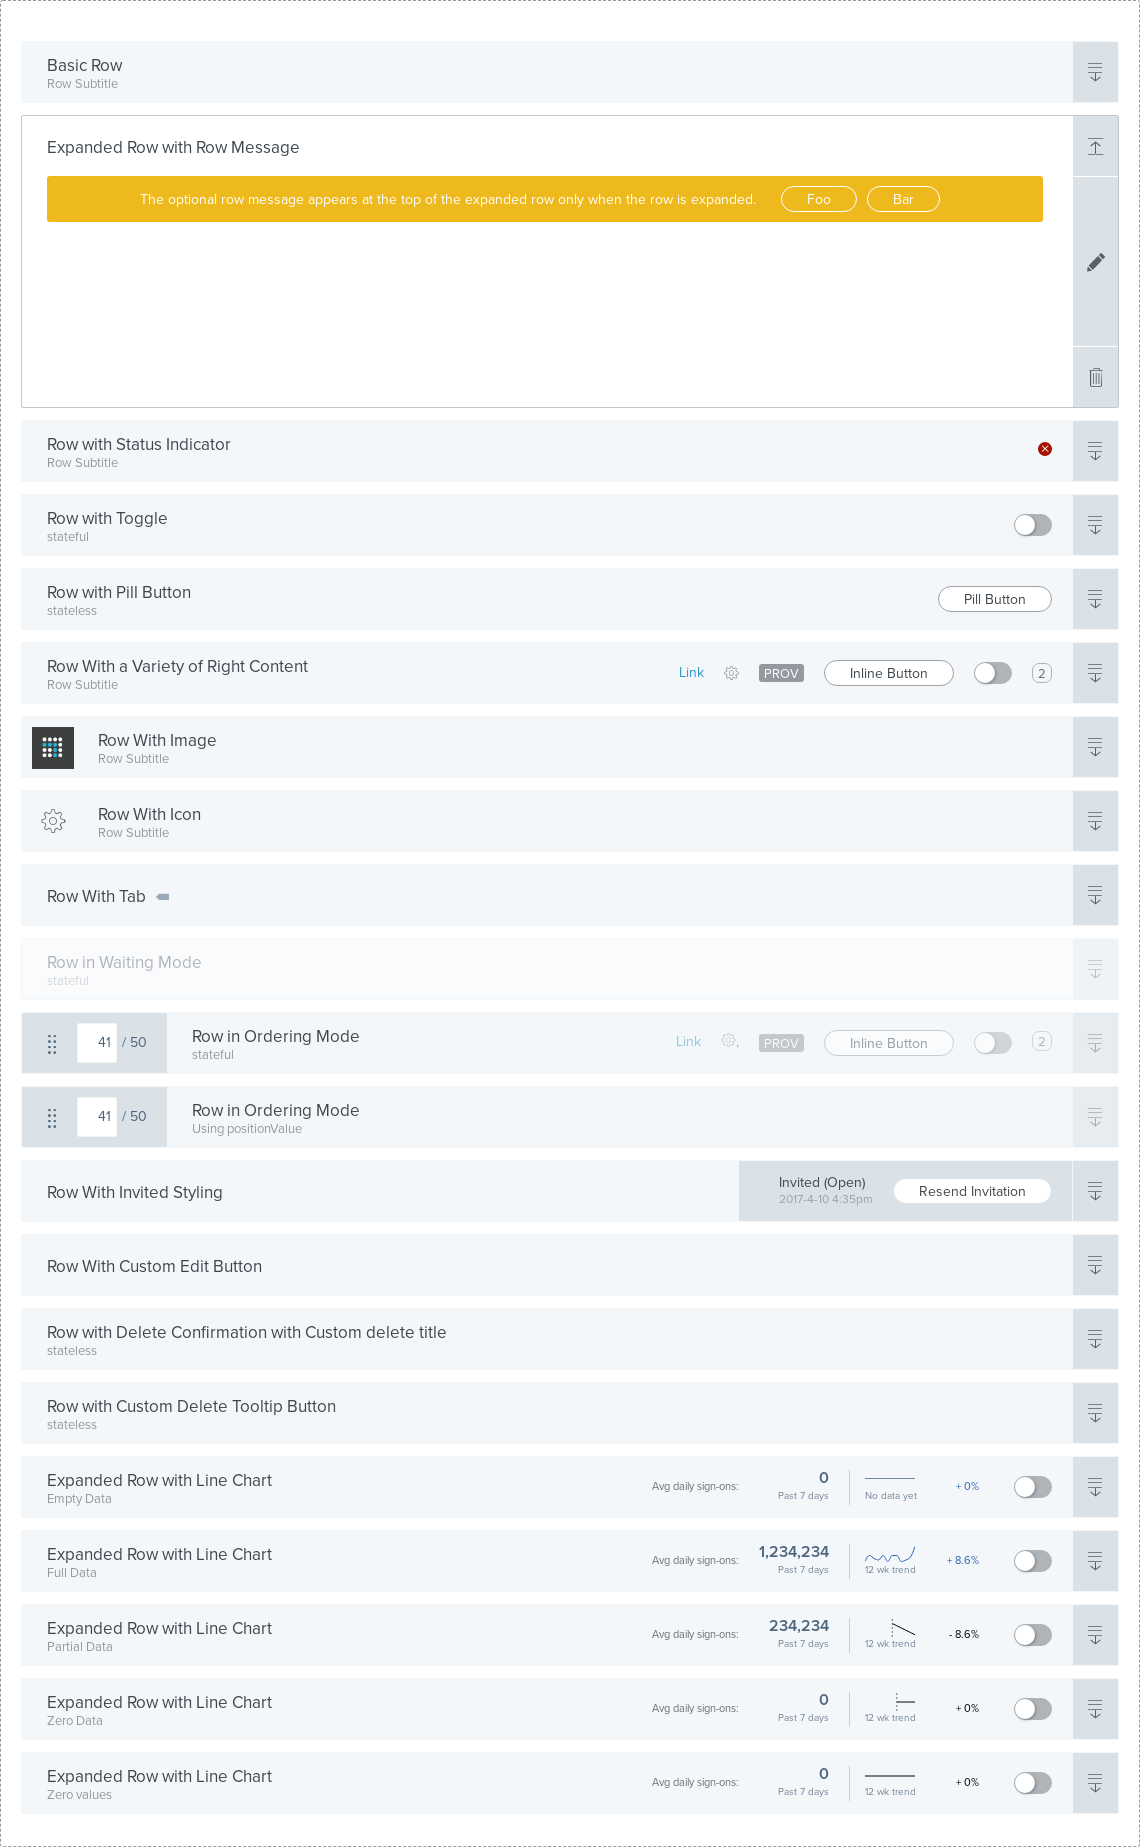 Basic Row
Row Subtitle
Expanded Row with Row Message
The optional row message appears at the top of the expanded row only when the row is expanded. Foo Bar
Row with Status Indicator
Row Subtitle
Row with Toggle
stateful
Row with Pill Button
stateless
Pill Button
Row With a Variety of Right Content
Row Subtitle
Link PROV Inline Button 2
Row With Image
Row Subtitle
Row With Icon
Row Subtitle
Row With Tab
Row in Waiting Mode
stateful
41 / 50
Row in Ordering Mode
stateful
Link , PROV Inline Button 2
41 / 50
Row in Ordering Mode
Using positionValue
Row With Invited Styling
Invited (Open)
2017-4-10 4:35pm
Resend Invitation
Row With Custom Edit Button
Row with Delete Confirmation with Custom delete title
stateless
Row with Custom Delete Tooltip Button
stateless
Expanded Row with Line Chart
Empty Data
Avg daily sign-ons:
0
Past 7 days
No data yet
+ 0%
Expanded Row with Line Chart
Full Data
Avg daily sign-ons:
1,234,234
Past 7 days
12 wk trend
+ 8.6%
Expanded Row with Line Chart
Partial Data
Avg daily sign-ons:
234,234
Past 7 days
12 wk trend
- 8.6%
Expanded Row with Line Chart
Zero Data
Avg daily sign-ons:
0
Past 7 days
12 wk trend
+ 0%
Expanded Row with Line Chart
Zero values
Avg daily sign-ons:
0
Past 7 days
12 wk trend
+ 0%